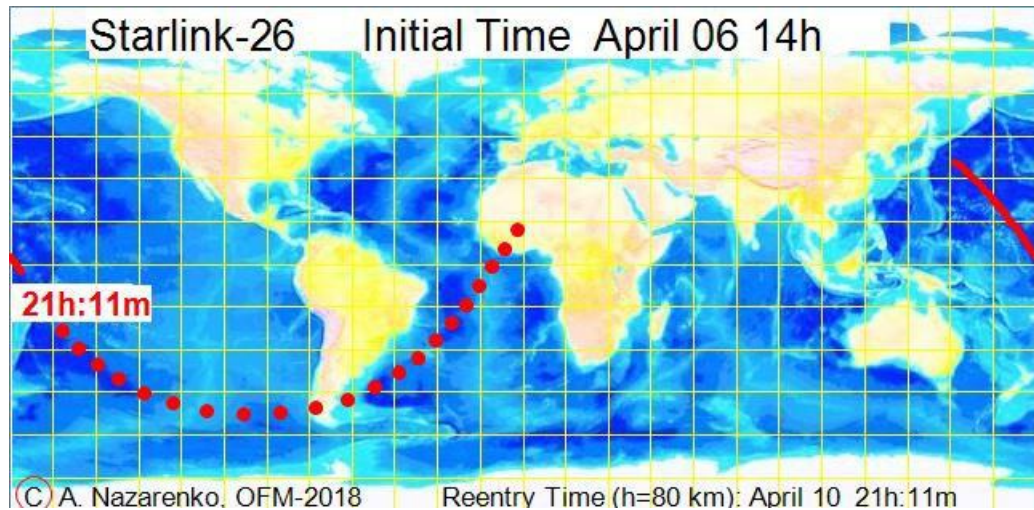 Starlink-26 Initial Time April 06 14h
21h:11m
C A. Nazarenko, OFM-2018 Reentry Time (h=80 km): April 10 21h:11m